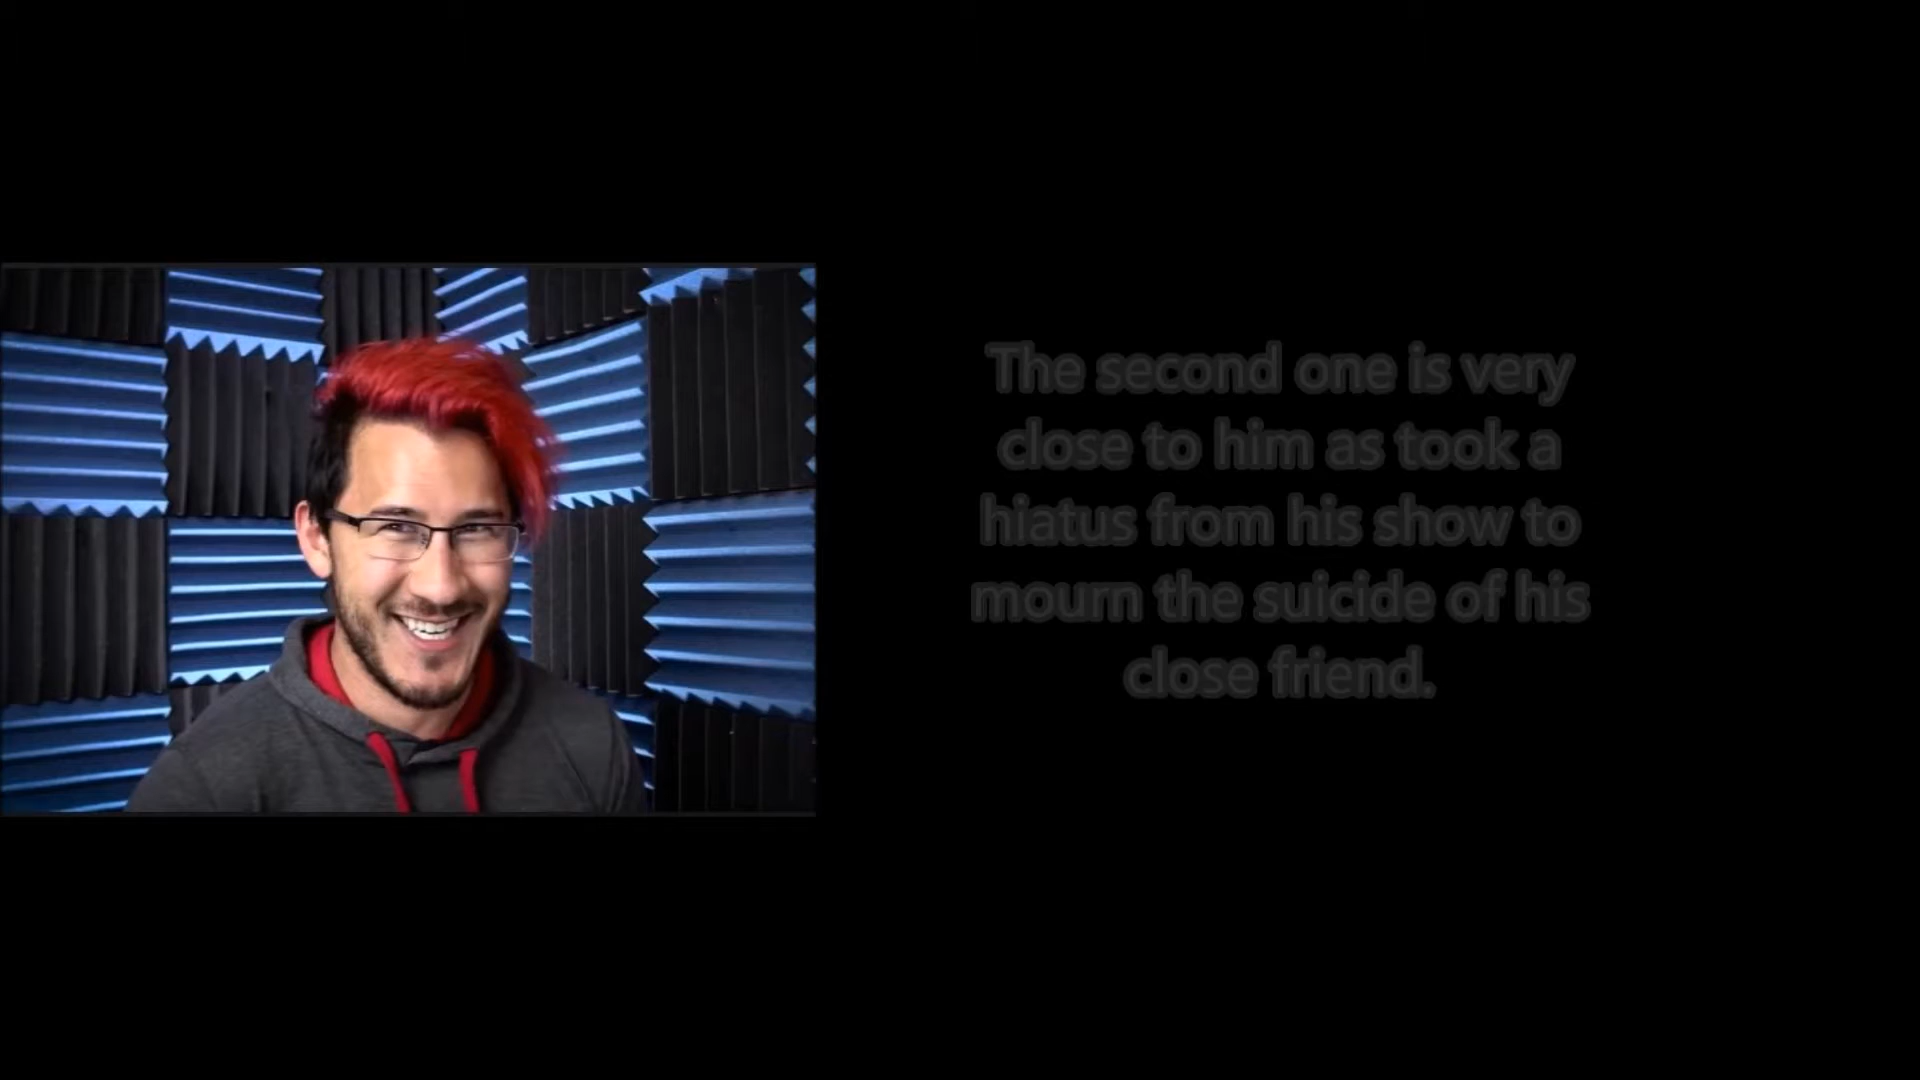 The second one is very
close to him as took a
hiatus from his show to
mourn the suicide of his
close friend.